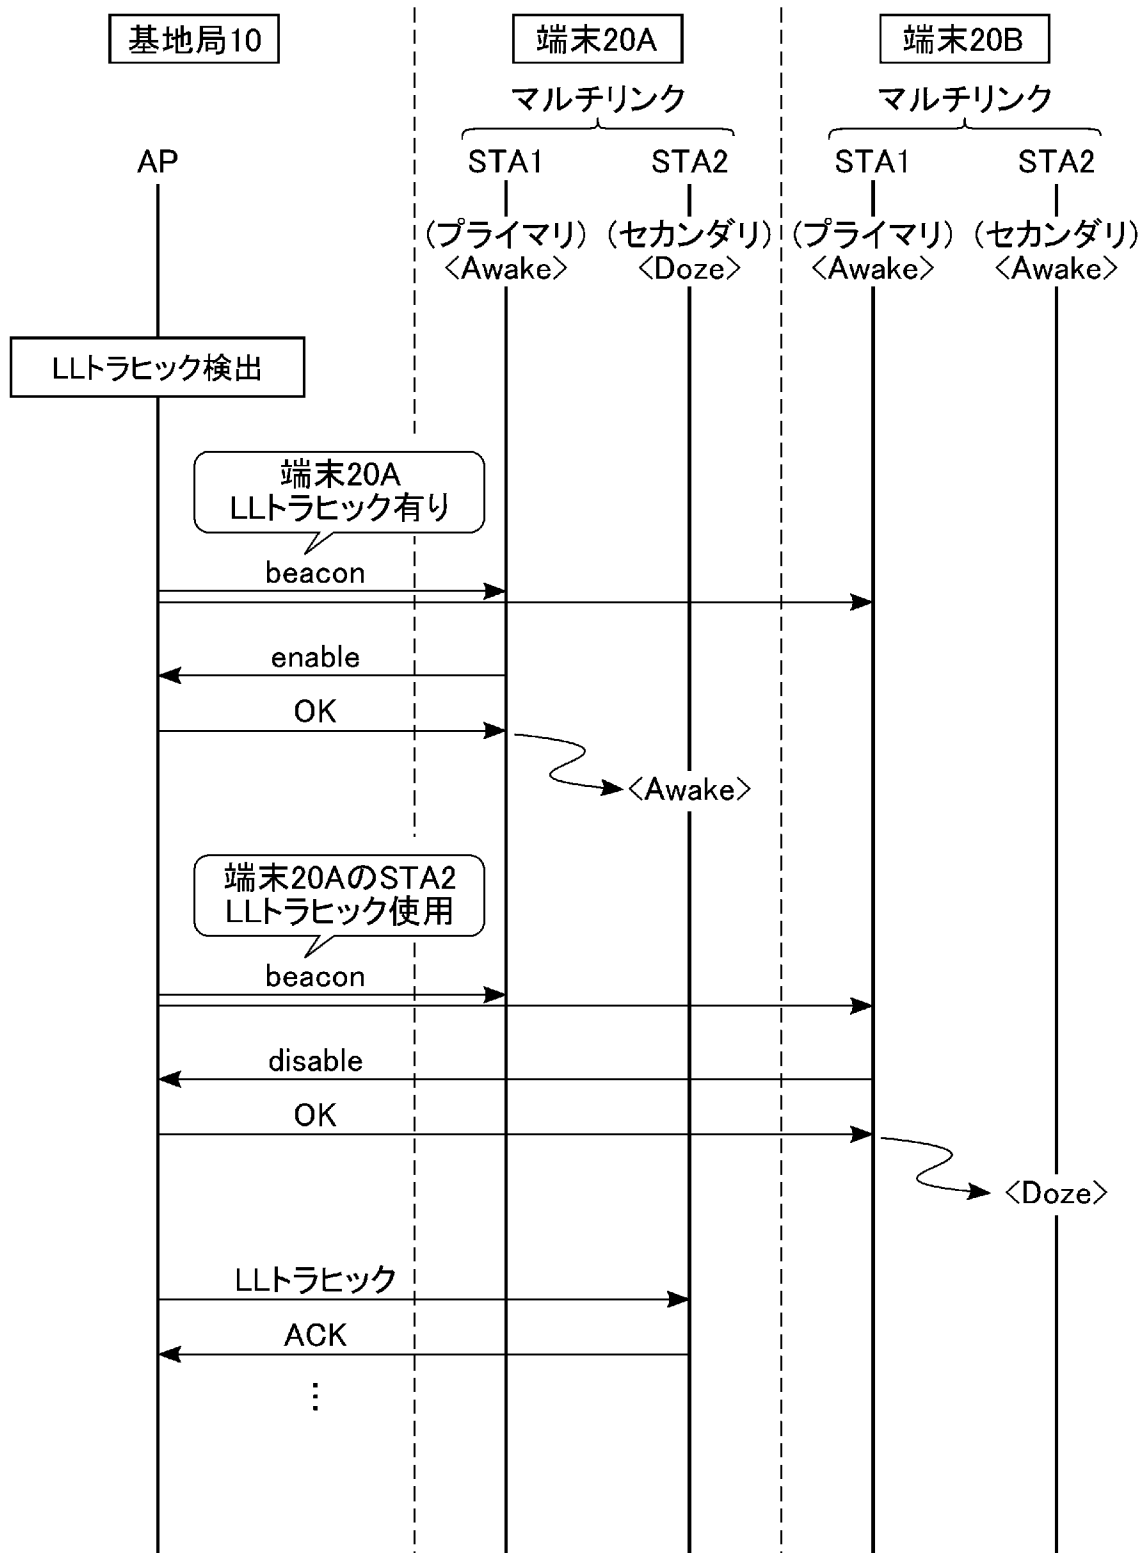 基地局10
端末20A
端末20B
マルチリンク
マルチリンク
AP
STA1
STA2
STA1
STA2
(プライマリ)
(セカンダリ)
(プライマリ)
(セカンダリ)
<Awake>
<Doze>
<Awake>
<Awake>
LLトラヒック検出
端末20A
LLトラヒック有り
beacon
enable
OK
<Awake>
端末20AのSTA2
LLトラヒック使用
beacon
disable
OK
<Doze>
LLトラヒック
ACK
⋮